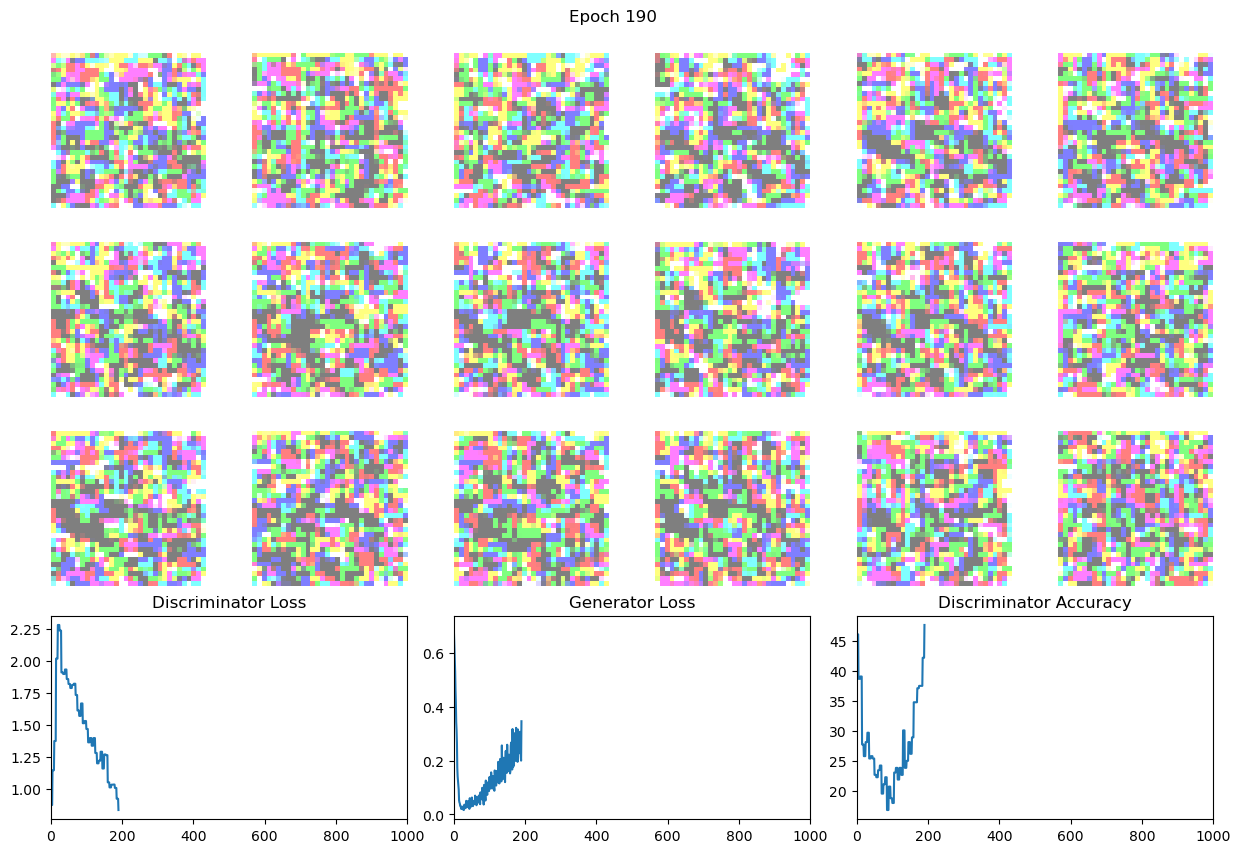 Epoch 190
Discriminator Loss
Generator Loss
Discriminator Accuracy
2.25
2.00
1.75
1.50
1.25
1.00
0 200 400 600 800 1000
0.6
0.4
0.2
0.0
0 200 400 600 800 1000
45
40
35
30
25
20
0 200 400 600 800 1000